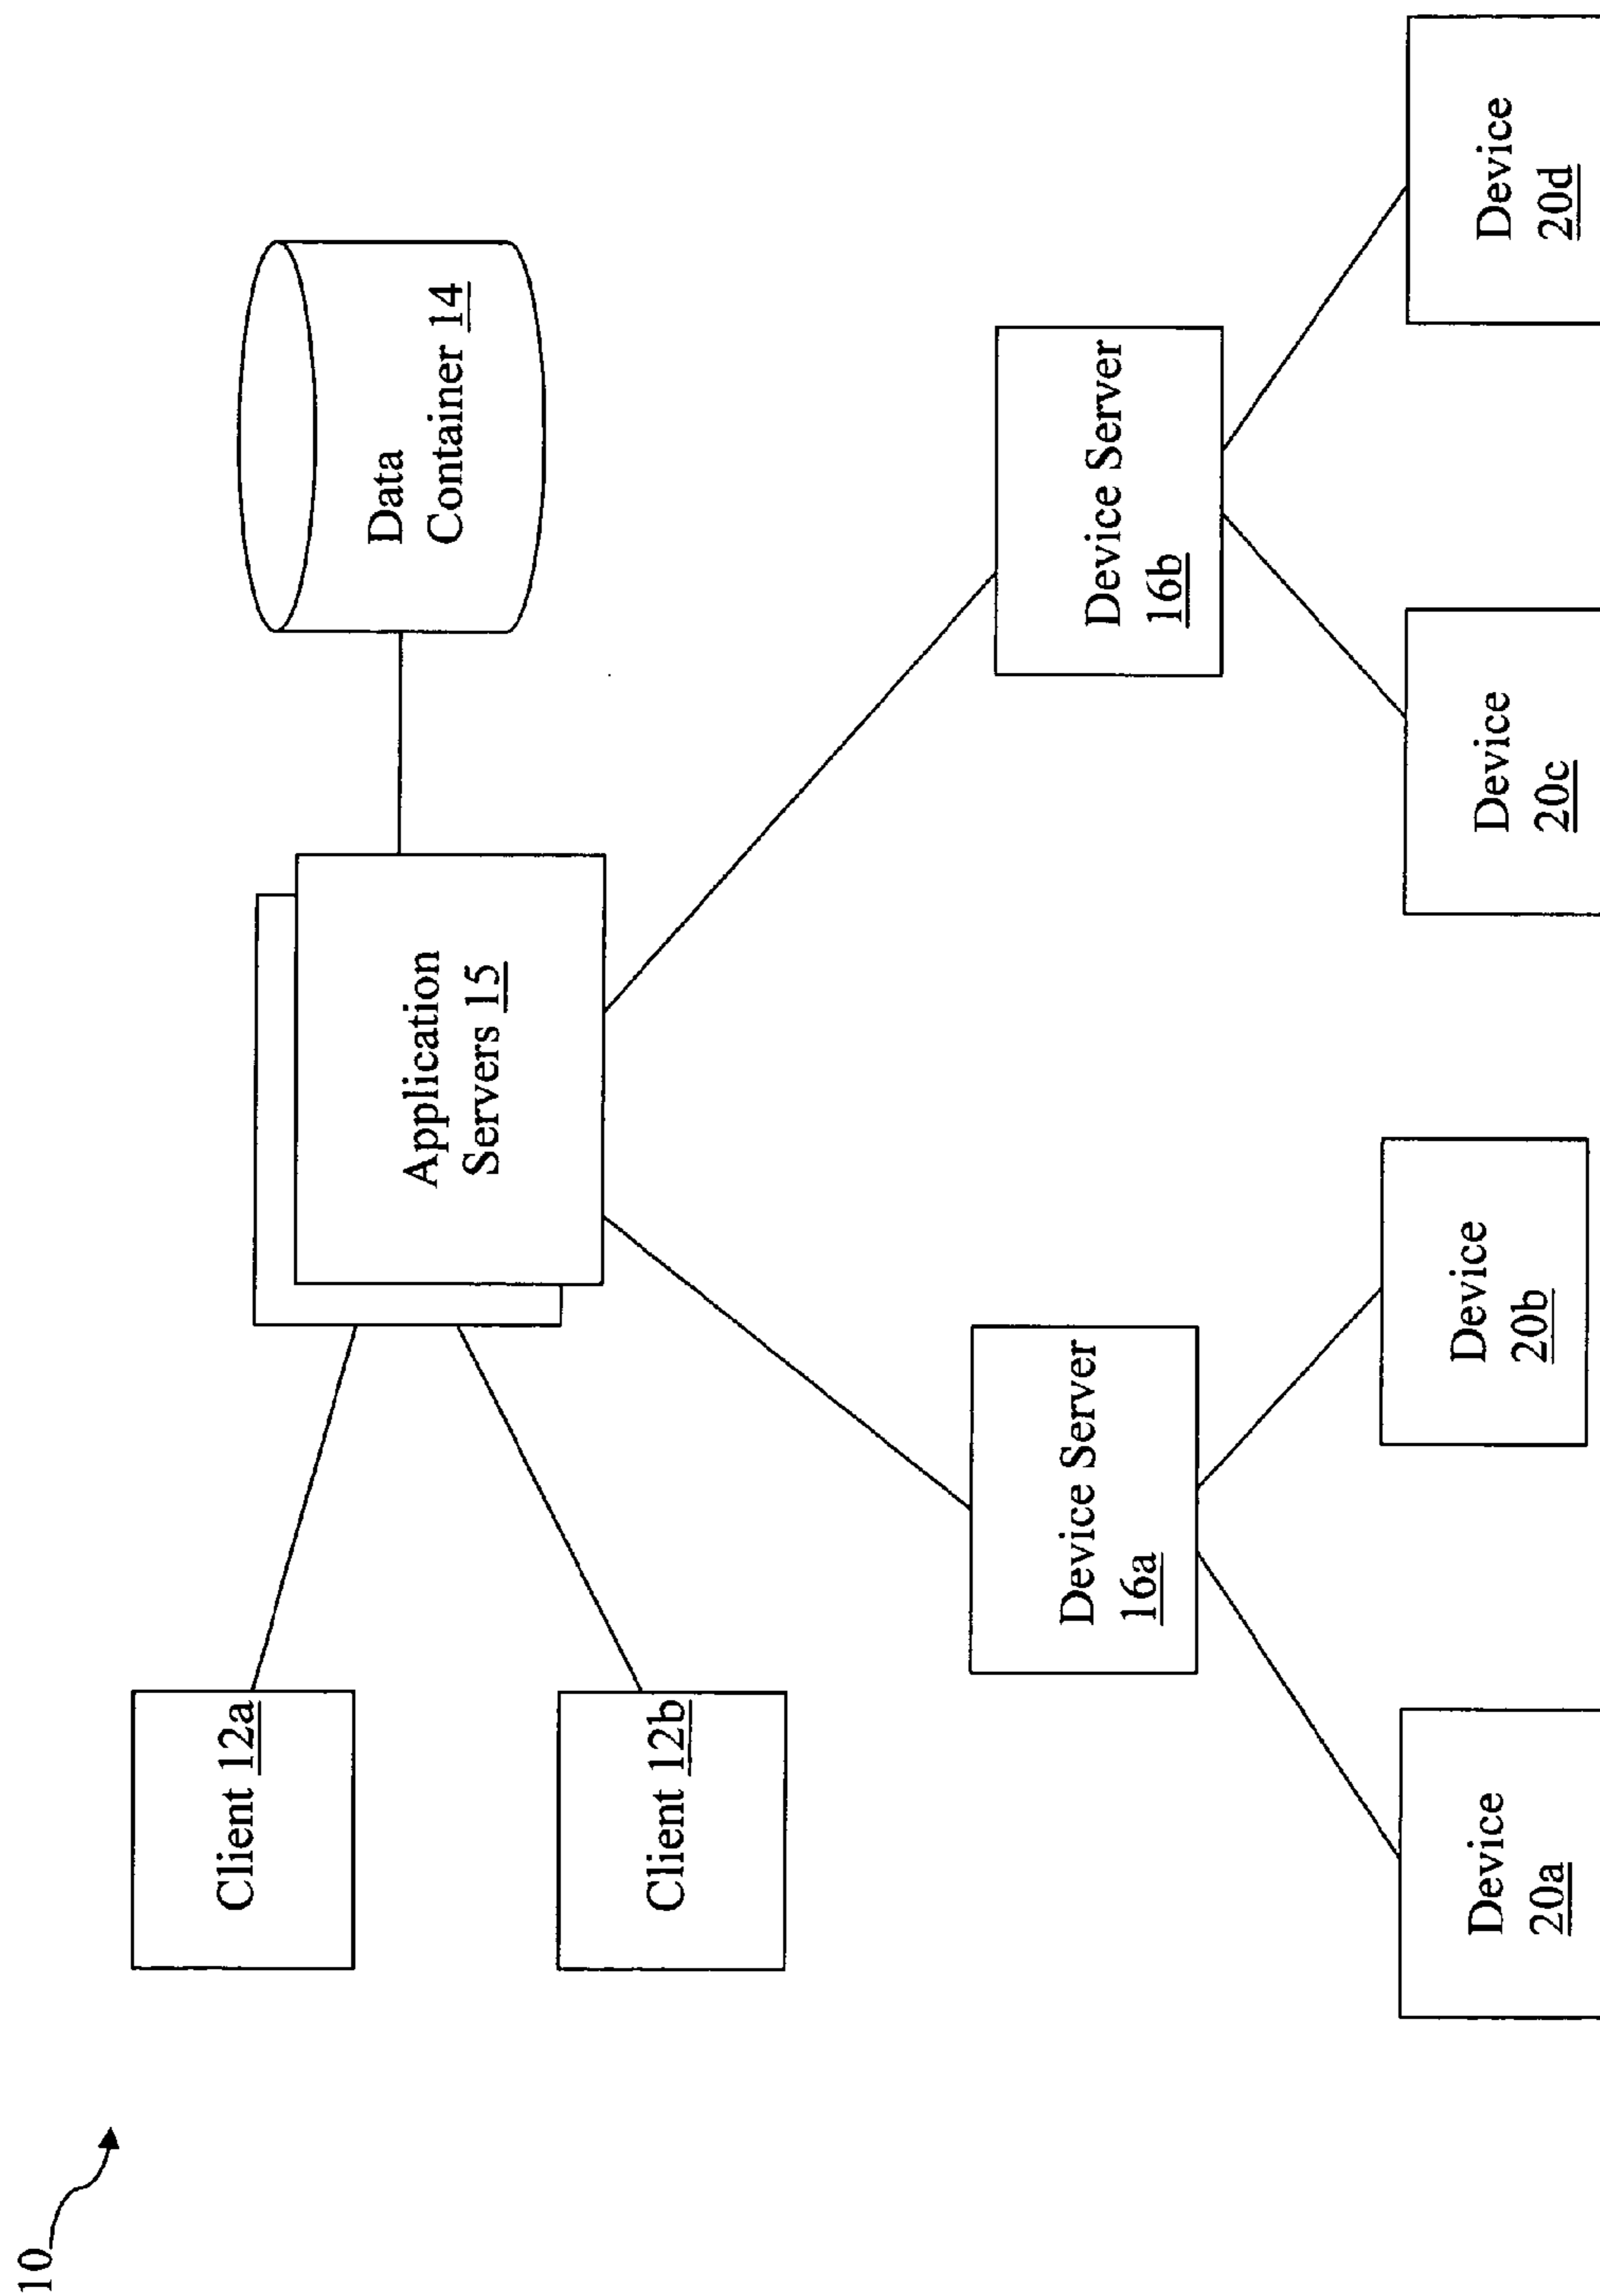 10
Client 12a
Client 12b
Application
Servers 15
Data
Container 14
Device Server
16a
Device Server
16b
Device
20a
Device
20b
Device
20c
Device
20d